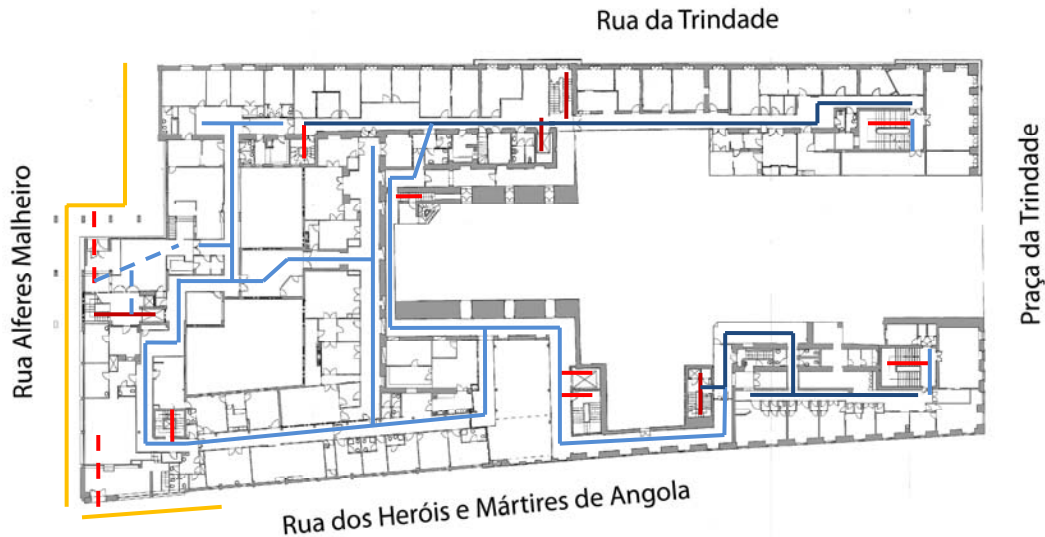 Rua da Trindade
Rua Alferes Malheiro
Praça da Trindade
Rua dos Heróis e Mártires de Angola